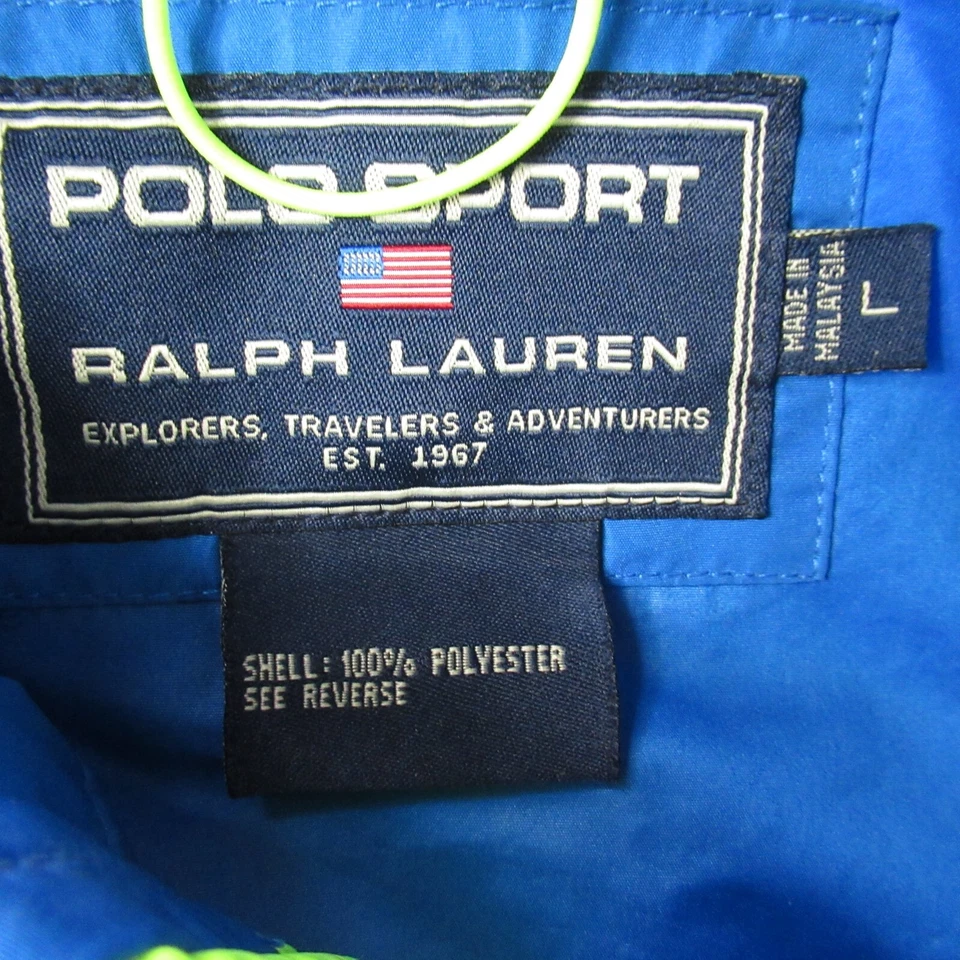 POLO SPORT
RALPH LAUREN
EXPLORERS, TRAVELERS & ADVENTURERS
EST. 1967
MADE IN
MALAYSIA
L
SHELL: 100% POLYESTER
SEE REVERSE